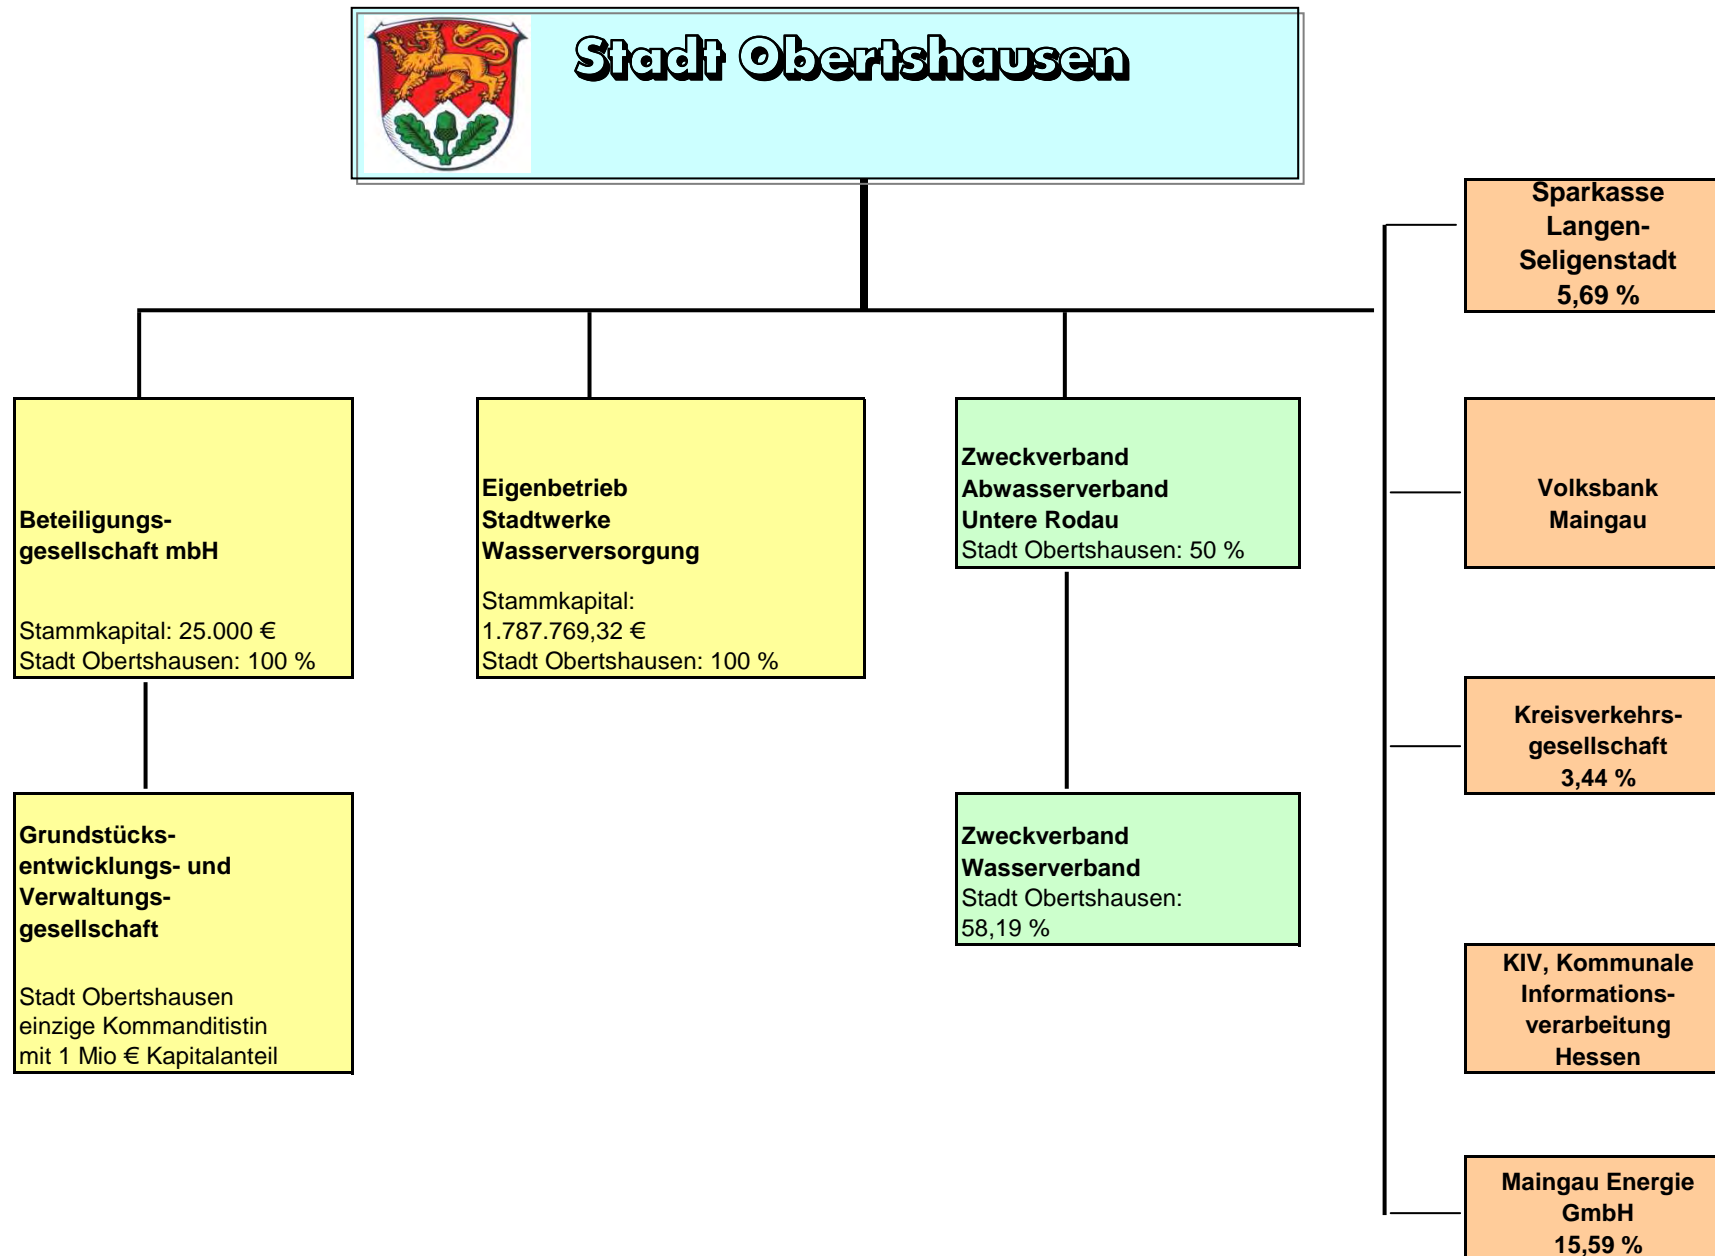 Stadt Obertshausen
Beteiligungs-
gesellschaft mbH
Stammkapital: 25.000 €
Stadt Obertshausen: 100 %
Grundstücks-
entwicklungs- und
Verwaltungs-
gesellschaft
Stadt Obertshausen
einzige Kommanditistin
mit 1 Mio € Kapitalanteil
Eigenbetrieb
Stadtwerke
Wasserversorgung
Stammkapital:
1.787.769,32 €
Stadt Obertshausen: 100 %
Zweckverband
Abwasserverband
Untere Rodau
Stadt Obertshausen: 50 %
Zweckverband
Wasserverband
Stadt Obertshausen:
58,19 %
Sparkasse
Langen-
Seligenstadt
5,69 %
Volksbank
Maingau
Kreisverkehrs-
gesellschaft
3,44 %
KIV, Kommunale
Informations-
verarbeitung
Hessen
Maingau Energie
GmbH
15,59 %